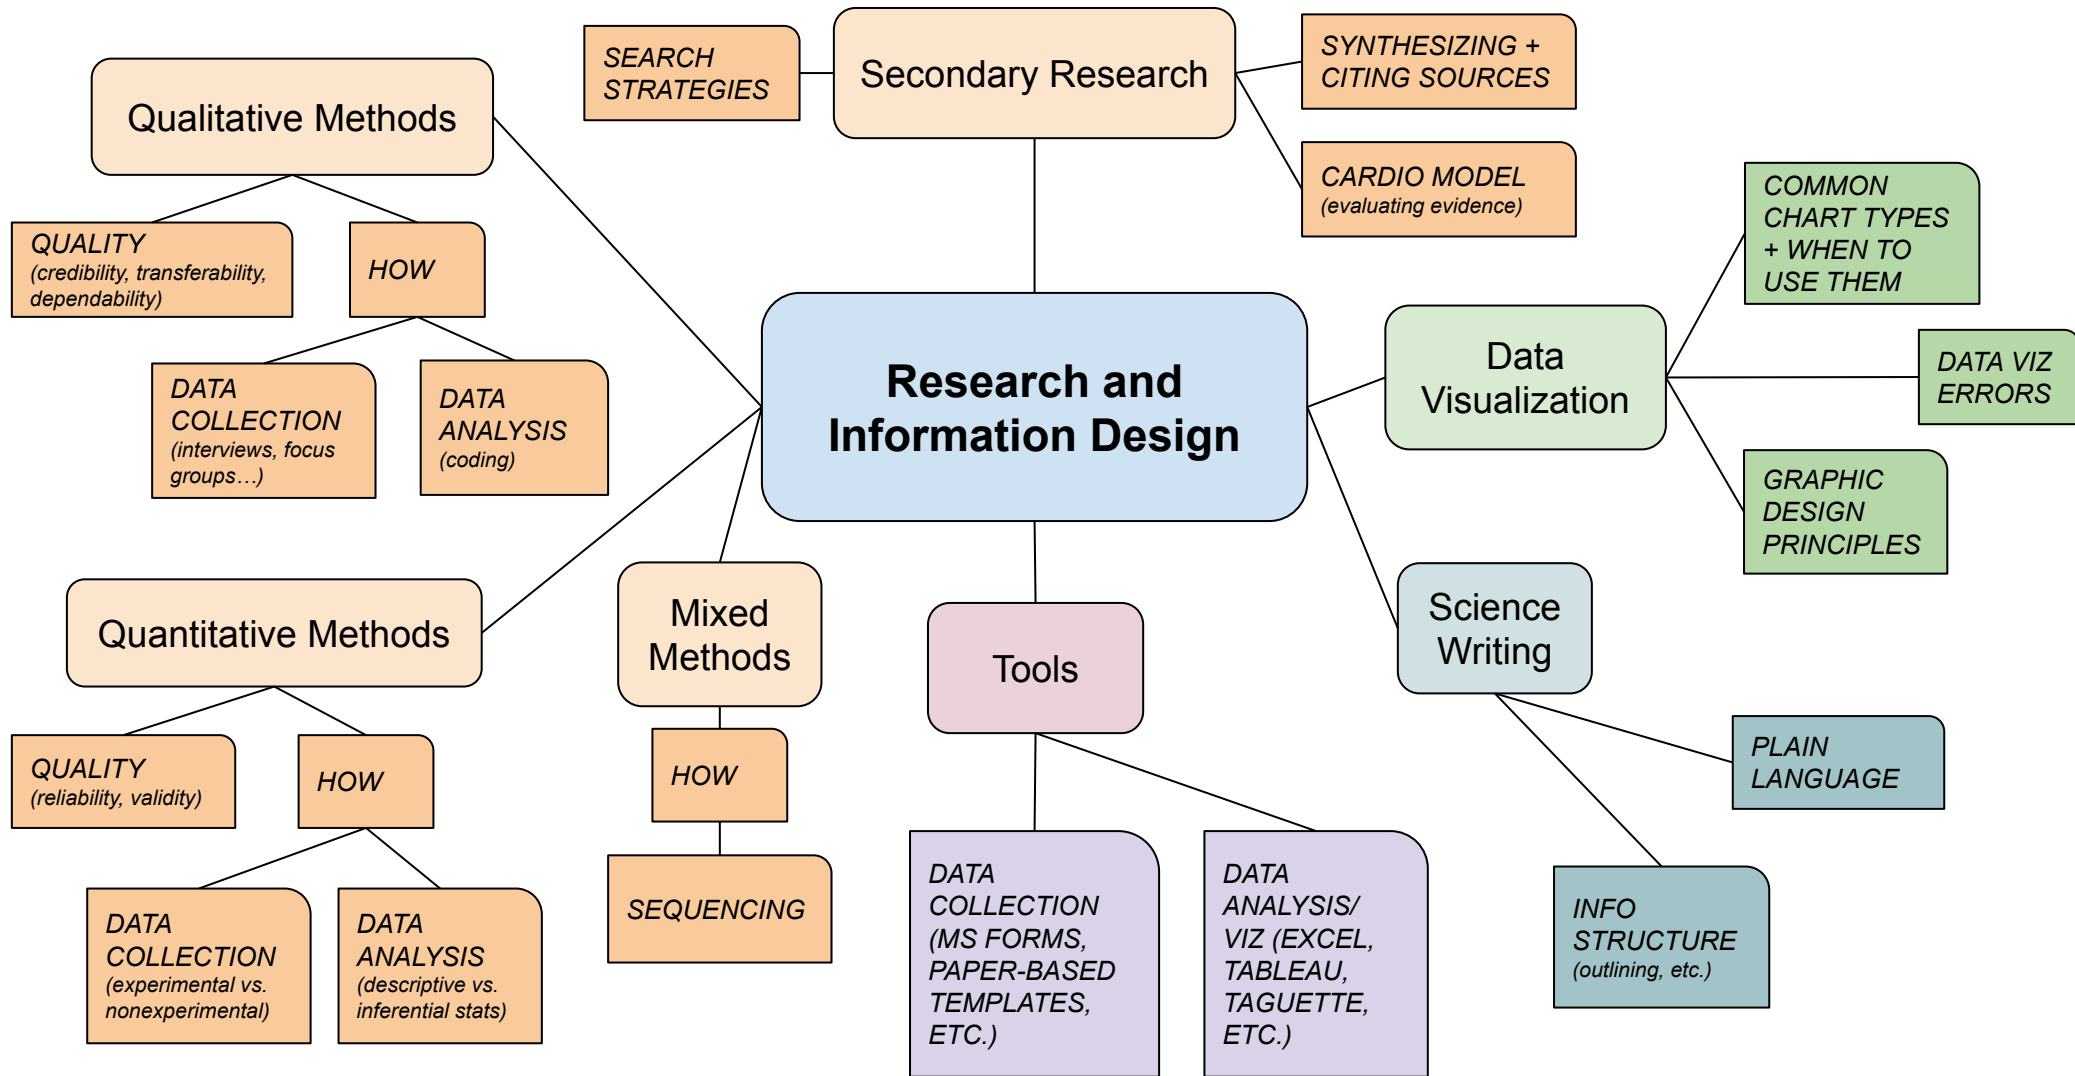 SEARCH
STRATEGIES
Secondary Research
SYNTHESIZING +
CITING SOURCES
CARDIO MODEL
(evaluating evidence)
Qualitative Methods
QUALITY
(credibility, transferability,
dependability)
HOW
DATA
COLLECTION
(interviews, focus
groups…)
DATA
ANALYSIS
(coding)
Research and
Information Design
Data
Visualization
COMMON
CHART TYPES
+ WHEN TO
USE THEM
DATA VIZ
ERRORS
GRAPHIC
DESIGN
PRINCIPLES
Quantitative Methods
QUALITY
(reliability, validity)
HOW
DATA
COLLECTION
(experimental vs.
nonexperimental)
DATA
ANALYSIS
(descriptive vs.
inferential stats)
Mixed
Methods
HOW
SEQUENCING
Tools
DATA
COLLECTION
(MS FORMS,
PAPER-BASED
TEMPLATES,
ETC.)
DATA
ANALYSIS/
VIZ (EXCEL,
TABLEAU,
TAGUETTE,
ETC.)
Science
Writing
PLAIN
LANGUAGE
INFO
STRUCTURE
(outlining, etc.)